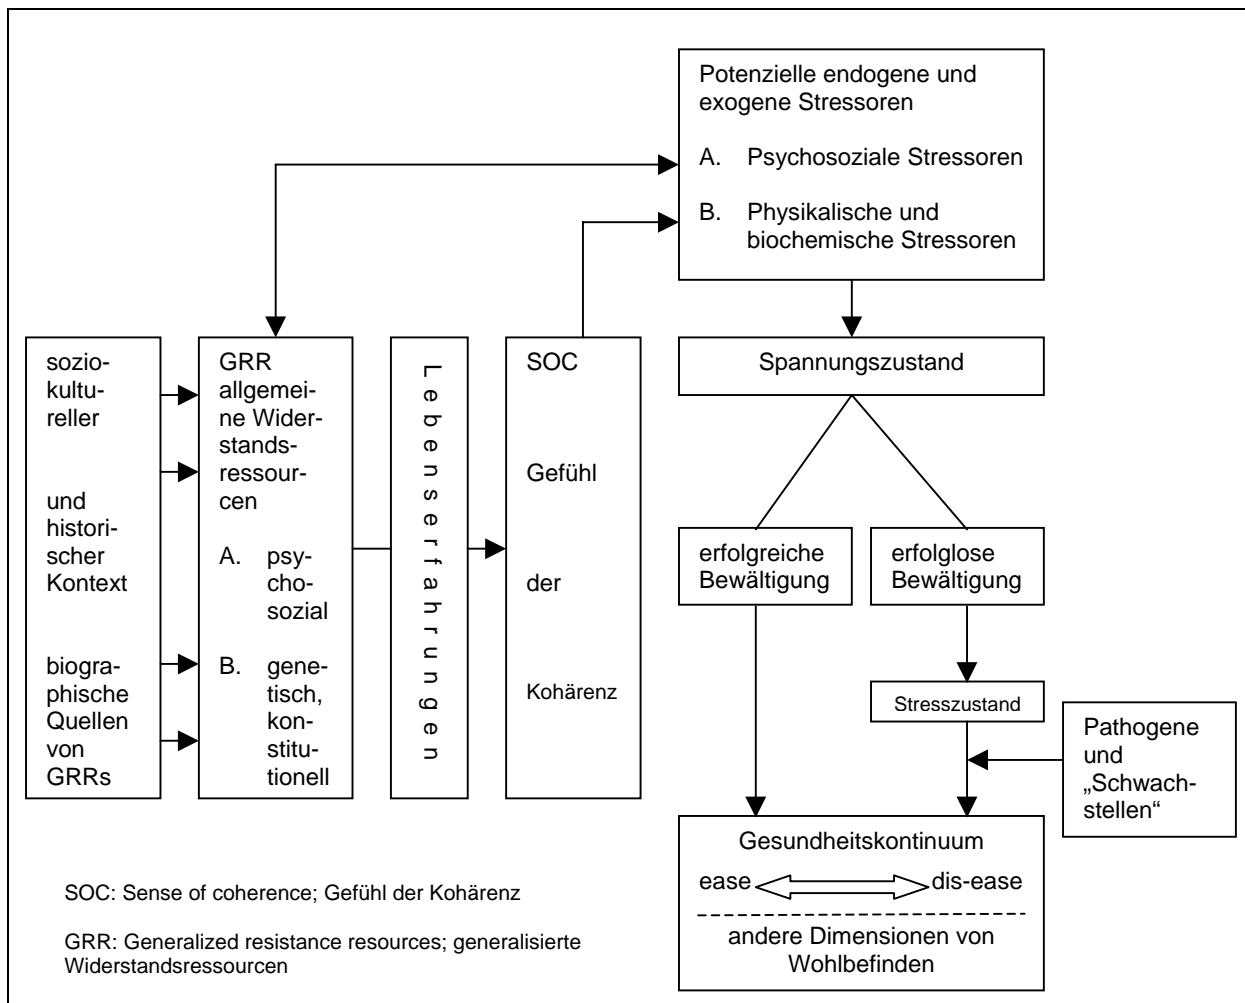 Potenzielle endogene und
exogene Stressoren
A. Psychosoziale Stressoren
B. Physikalische und
biochemische Stressoren
sozio-
kultu-
reller
und
histori-
scher
Kontext
biogra-
phische
Quellen
von
GRRs
GRR
allgemei-
ne Wider-
stands-
ressour-
cen
A. psy-
cho-
sozial
B. gene-
tisch,
kon-
stitu-
tionell
Lebenserfahrungen
SOC
Gefühl
der
Kohärenz
Spannungszustand
erfolgreiche
Bewältigung
erfolglose
Bewältigung
Stresszustand
Pathogene
und
„Schwach-
stellen“
Gesundheitskontinuum
ease dis-ease
andere Dimensionen von
Wohlbefinden
SOC: Sense of coherence; Gefühl der Kohärenz
GRR: Generalized resistance resources; generalisierte
Widerstandsressourcen